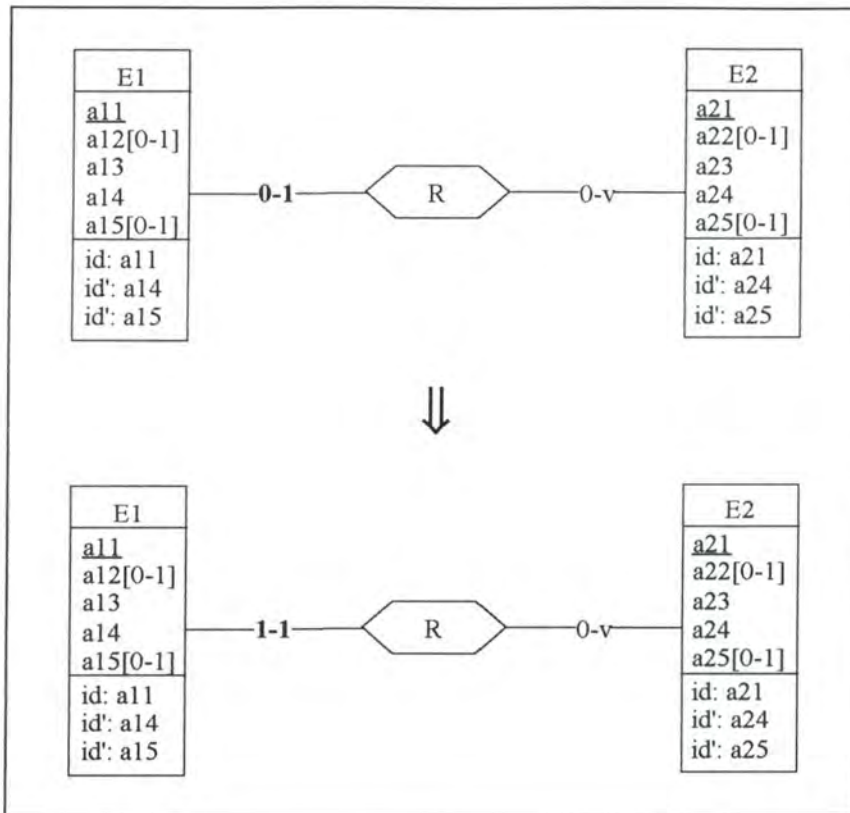 E1
a11
a12[0-1]
a13
a14
a15[0-1]
id: a11
id': a14
id': a15
0-1
R
0-v
E2
a21
a22[0-1]
a23
a24
a25[0-1]
id: a21
id': a24
id': a25
⇓
E1
a11
a12[0-1]
a13
a14
a15[0-1]
id: a11
id': a14
id': a15
1-1
R
0-v
E2
a21
a22[0-1]
a23
a24
a25[0-1]
id: a21
id': a24
id': a25